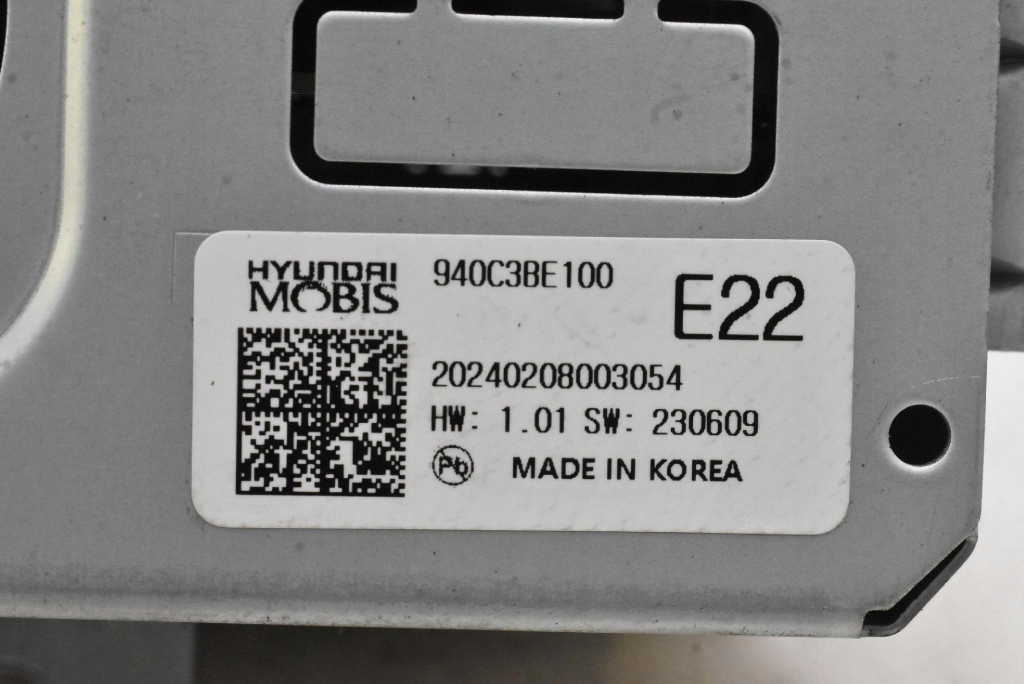 HYUNDAI
MOBIS
940C3BE100
E22
20240208003054
HW: 1.01 SW: 230609
Pb
MADE IN KOREA